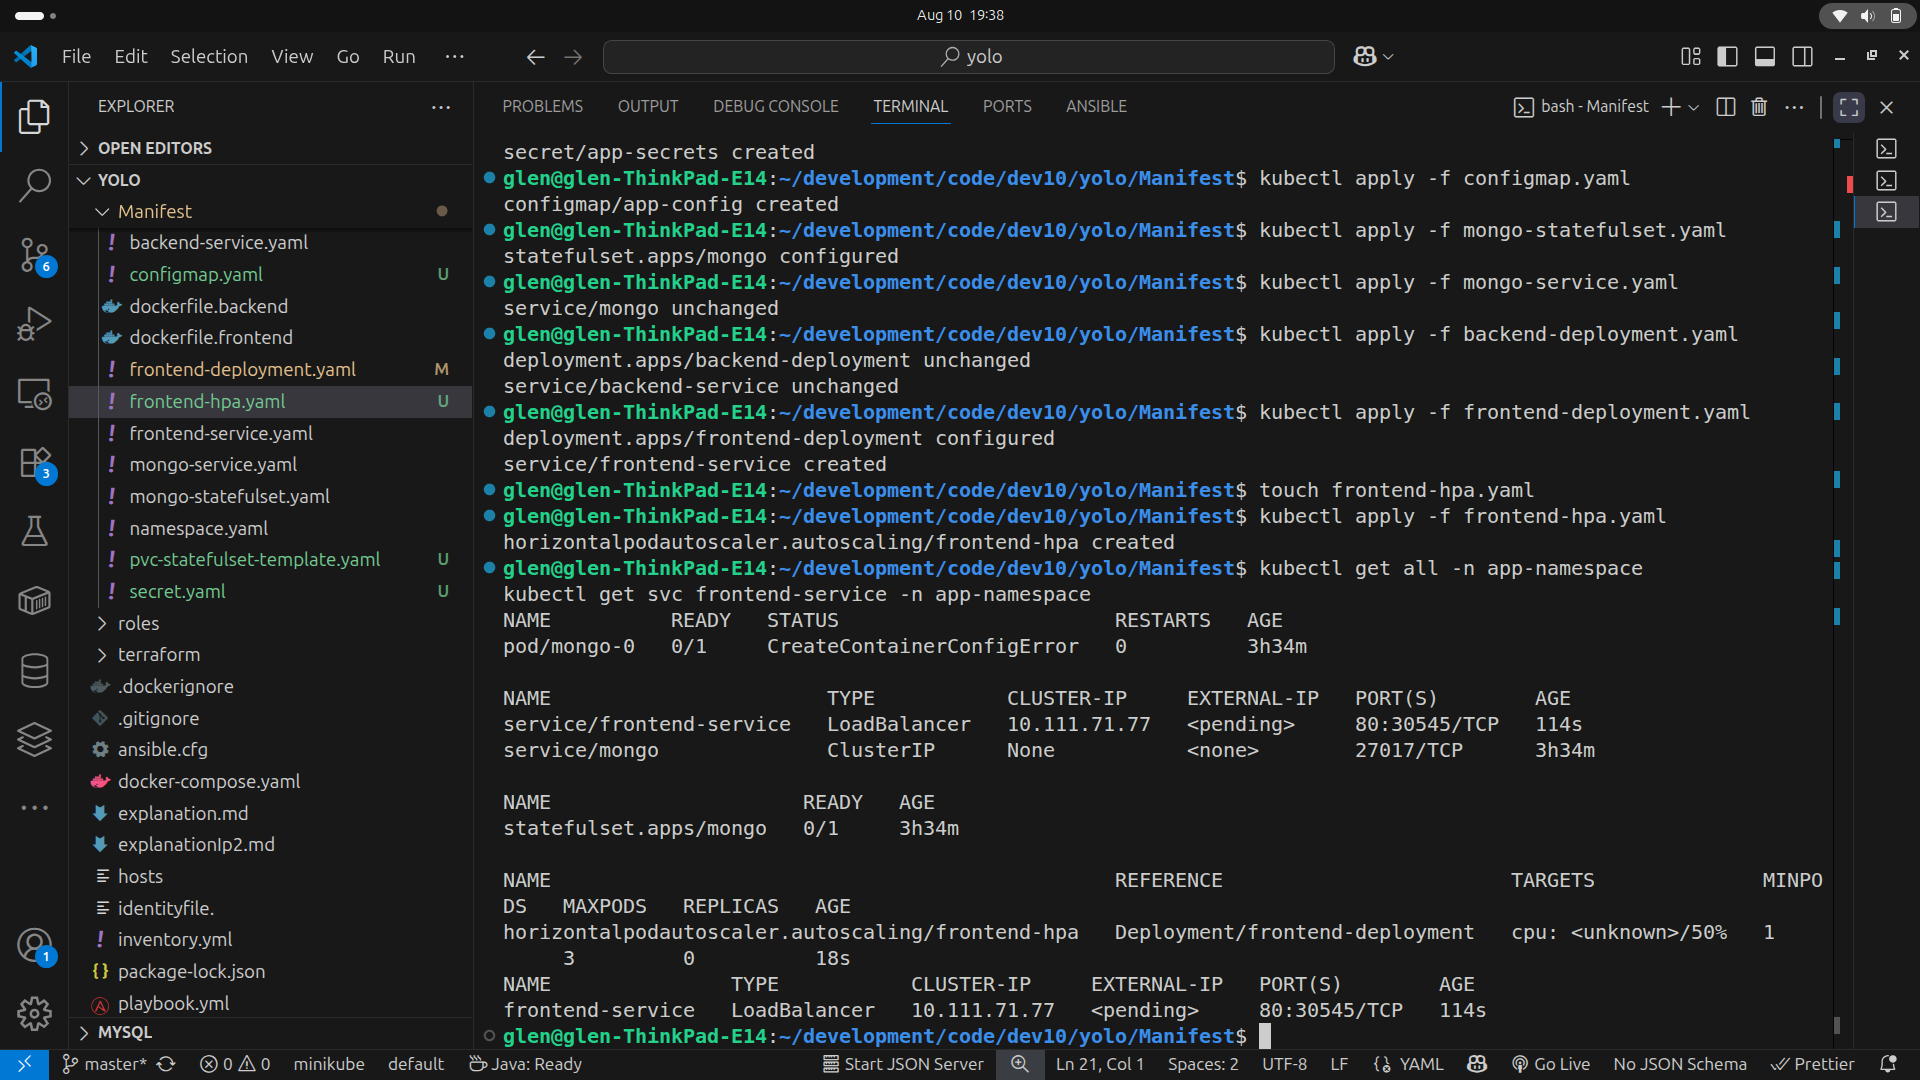 Aug 10 19:38
File Edit Selection View Go Run ···
yolo
EXPLORER
OPEN EDITORS
YOLO
Manifest
! backend-service.yaml
! configmap.yaml U
dockerfile.backend
dockerfile.frontend
! frontend-deployment.yaml M
! frontend-hpa.yaml U
! frontend-service.yaml
! mongo-service.yaml
! mongo-statefulset.yaml
! namespace.yaml
! pvc-statefulset-template.yaml U
! secret.yaml U
roles
terraform
.dockerignore
.gitignore
ansible.cfg
docker-compose.yaml
explanation.md
explanationIp2.md
hosts
identityfile.
! inventory.yml
{} package-lock.json
playbook.yml
MYSQL
6
3
1
PROBLEMS OUTPUT DEBUG CONSOLE TERMINAL PORTS ANSIBLE
bash - Manifest
secret/app-secrets created
glen@glen-ThinkPad-E14:~/development/code/dev10/yolo/Manifest$ kubectl apply -f configmap.yaml
configmap/app-config created
glen@glen-ThinkPad-E14:~/development/code/dev10/yolo/Manifest$ kubectl apply -f mongo-statefulset.yaml
statefulset.apps/mongo configured
glen@glen-ThinkPad-E14:~/development/code/dev10/yolo/Manifest$ kubectl apply -f mongo-service.yaml
service/mongo unchanged
glen@glen-ThinkPad-E14:~/development/code/dev10/yolo/Manifest$ kubectl apply -f backend-deployment.yaml
deployment.apps/backend-deployment unchanged
service/backend-service unchanged
glen@glen-ThinkPad-E14:~/development/code/dev10/yolo/Manifest$ kubectl apply -f frontend-deployment.yaml
deployment.apps/frontend-deployment configured
service/frontend-service created
glen@glen-ThinkPad-E14:~/development/code/dev10/yolo/Manifest$ touch frontend-hpa.yaml
glen@glen-ThinkPad-E14:~/development/code/dev10/yolo/Manifest$ kubectl apply -f frontend-hpa.yaml
horizontalpodautoscaler.autoscaling/frontend-hpa created
glen@glen-ThinkPad-E14:~/development/code/dev10/yolo/Manifest$ kubectl get all -n app-namespace
kubectl get svc frontend-service -n app-namespace
NAME READY STATUS RESTARTS AGE
pod/mongo-0 0/1 CreateContainerConfigError 0 3h34m
NAME TYPE CLUSTER-IP EXTERNAL-IP PORT(S) AGE
service/frontend-service LoadBalancer 10.111.71.77 <pending> 80:30545/TCP 114s
service/mongo ClusterIP None <none> 27017/TCP 3h34m
NAME READY AGE
statefulset.apps/mongo 0/1 3h34m
NAME REFERENCE TARGETS MINPO
DS MAXPODS REPLICAS AGE
horizontalpodautoscaler.autoscaling/frontend-hpa Deployment/frontend-deployment cpu: <unknown>/50% 1
3 0 18s
NAME TYPE CLUSTER-IP EXTERNAL-IP PORT(S) AGE
frontend-service LoadBalancer 10.111.71.77 <pending> 80:30545/TCP 114s
glen@glen-ThinkPad-E14:~/development/code/dev10/yolo/Manifest$
master* 0 0 minikube default Java: Ready Start JSON Server Ln 21, Col 1 Spaces: 2 UTF-8 LF YAML Go Live No JSON Schema Prettier